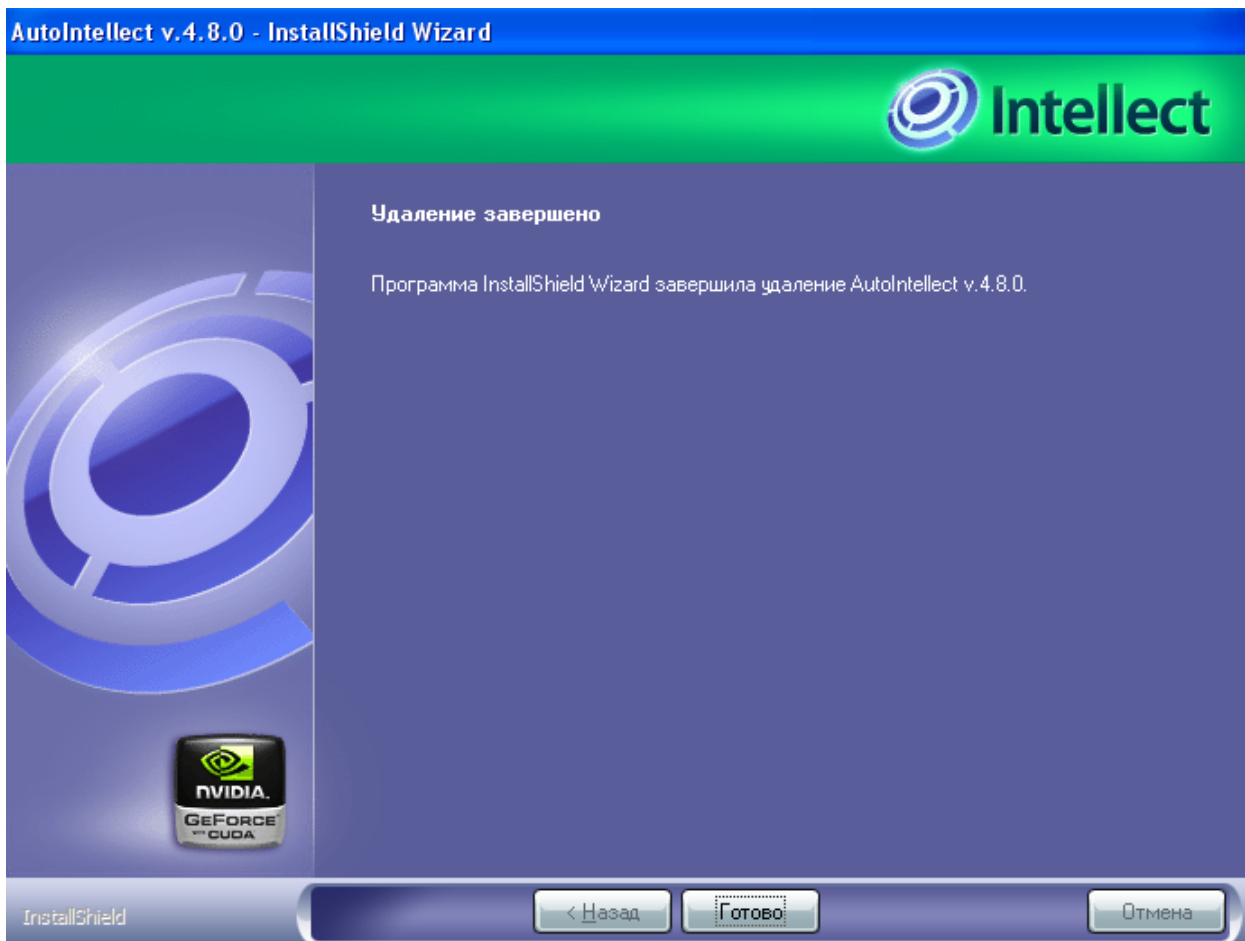 AutoIntellect v.4.8.0 - InstallShield Wizard
Intellect
Удаление завершено
Программа InstallShield Wizard завершила удаление AutoIntellect v.4.8.0.
NVIDIA.
GEFORCE
WITH CUDA
InstallShield
< Назад
Готово
Отмена